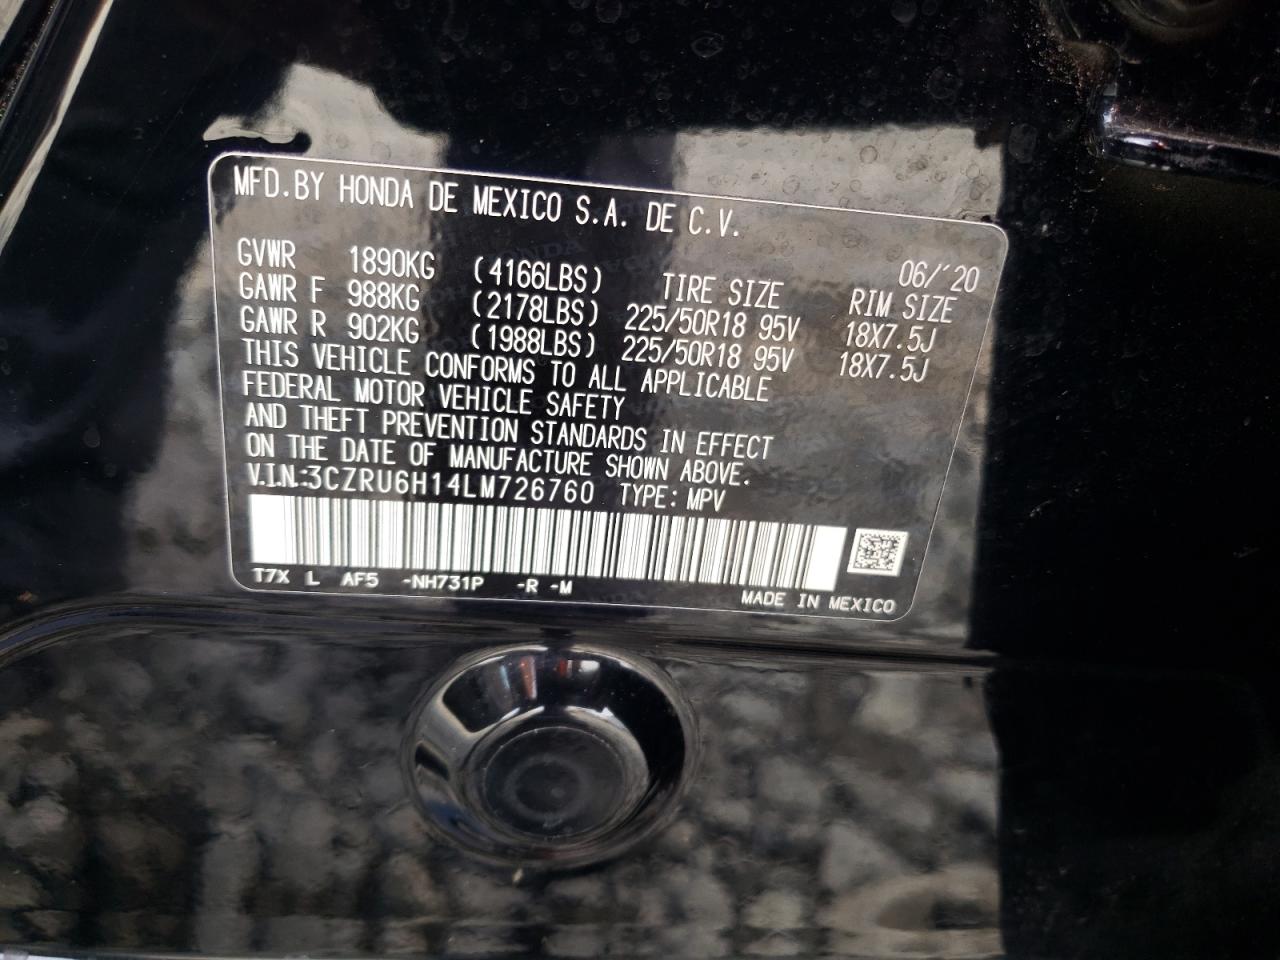 MFD.BY HONDA DE MEXICO S.A. DE C.V.
06/'20
GVWR 1890KG (4166LBS) TIRE SIZE RIM SIZE
GAWR F 988KG (2178LBS) 225/50R18 95V 18X7.5J
GAWR R 902KG (1988LBS) 225/50R18 95V 18X7.5J
THIS VEHICLE CONFORMS TO ALL APPLICABLE
FEDERAL MOTOR VEHICLE SAFETY
AND THEFT PREVENTION STANDARDS IN EFFECT
ON THE DATE OF MANUFACTURE SHOWN ABOVE.
V.I.N.:3CZRU6H14LM726760 TYPE: MPV
T7X L AF5 -NH731P -R -M
MADE IN MEXICO